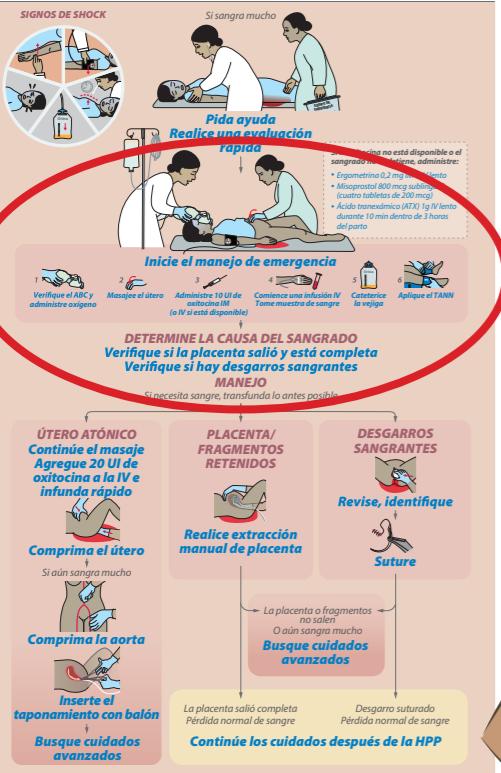 SIGNOS DE SHOCK
Si sangra mucho
Pida ayuda
Realice una evaluación
rápida
no está disponible o el
sangrado no
administre:
• Ergometrina 0,2 mg
lento
• Misoprostol 800 mcg
(cuatro tabletas de 200 mcg)
• Ácido tranexámico (ATX) 1g IV lento
durante 10 min dentro de 3 horas
del parto
Inicie el manejo de emergencia
1
Verifique el ABC y
administre oxígeno
2
Masajee el útero
3
Administre 10 UI de
oxitocina IM
(o IV si está disponible)
4
Comience una infusión IV
Tome muestra de sangre
5
Cateterice
la vejiga
6
Aplique el TANN
DETERMINE LA CAUSA DEL SANGRADO
Verifique si la placenta salió y está completa
Verifique si hay desgarros sangrantes
MANEJO
Si necesita sangre, transfunda lo antes posible
ÚTERO ATÓNICO
Continúe el masaje
Agregue 20 UI de
oxitocina a la IV e
infunda rápido
Comprima el útero
Si aún sangra mucho
Comprima la aorta
Inserte el
taponamiento con balón
Busque cuidados
avanzados
PLACENTA/
FRAGMENTOS
RETENIDOS
Realice extracción
manual de placenta
DESGARROS
SANGRANTES
Revise, identifique
Suture
La placenta o fragmentos
no salen
O aún sangra mucho
Busque cuidados
avanzados
La placenta salió completa
Pérdida normal de sangre
Desgarro suturado
Pérdida normal de sangre
Continúe los cuidados después de la HPP